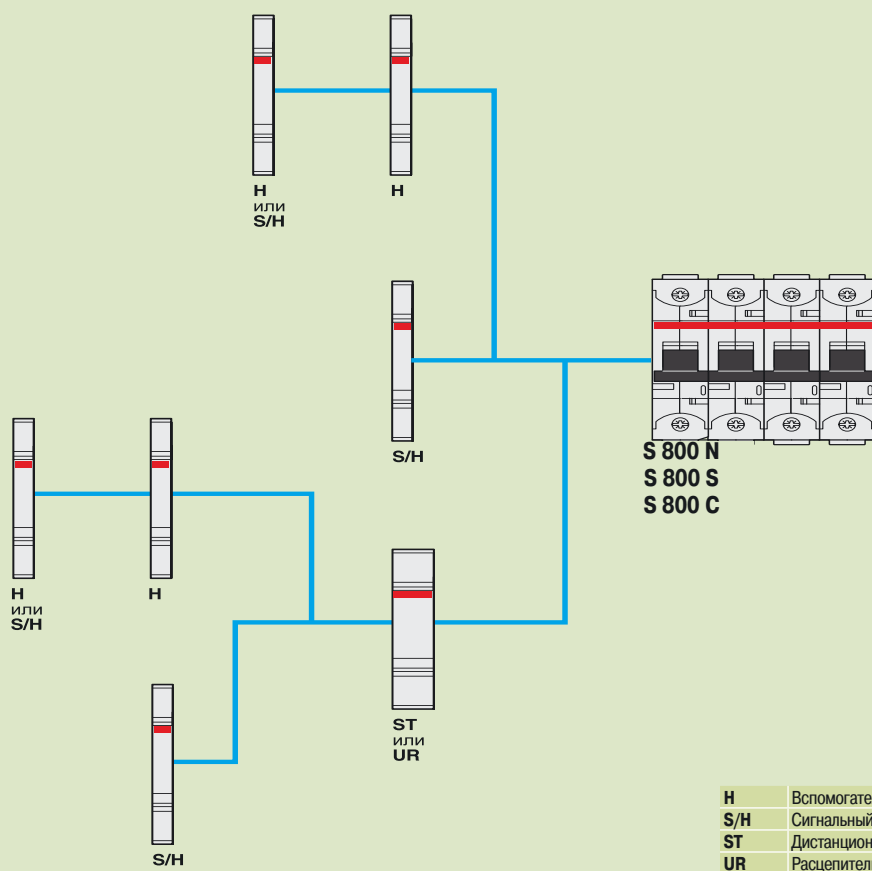 H
или
S/H
H
S/H
S 800 N
S 800 S
S 800 C
H
или
S/H
H
ST
или
UR
S/H
H Вспомогате
S/H Сигнальный
ST Дистанцион
UR Расцепител